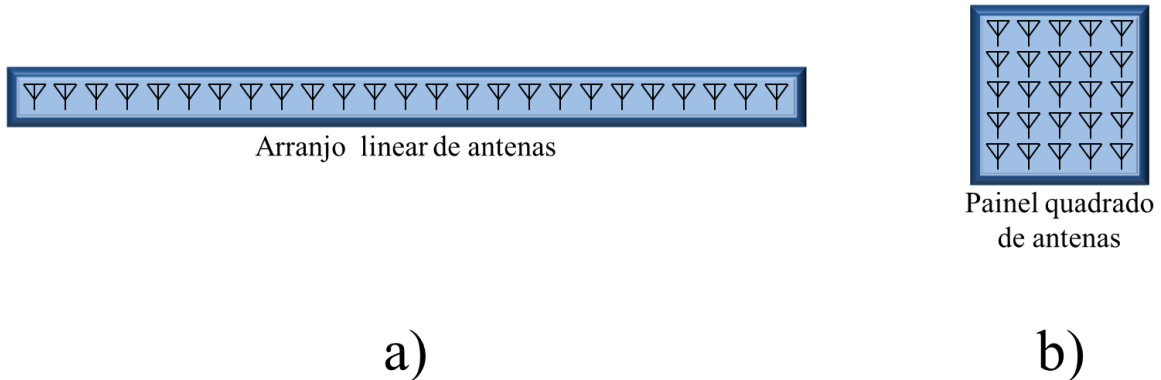 Arranjo linear de antenas
Painel quadrado
de antenas
a)
b)